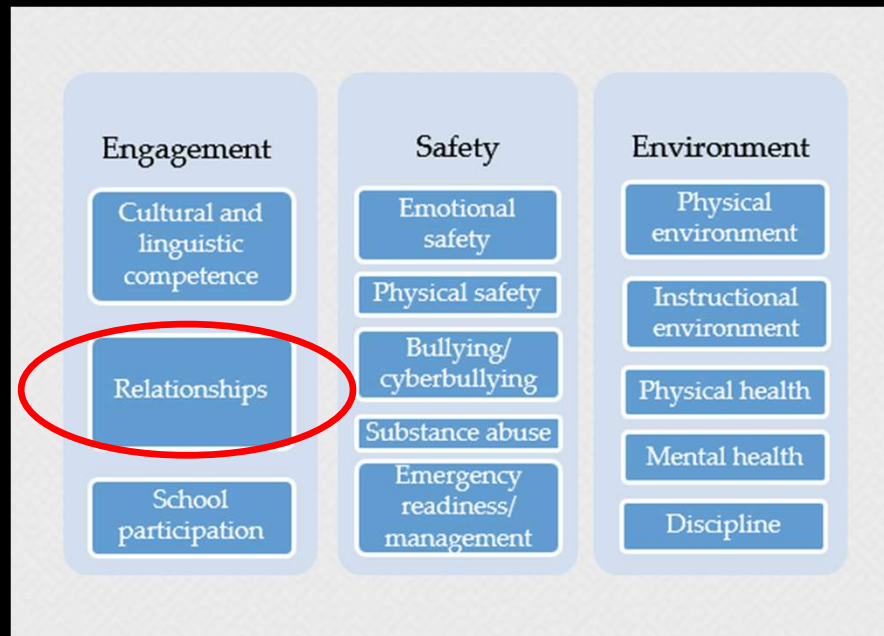 Engagement
Cultural and
linguistic
competence
Relationships
School
participation
Safety
Emotional
safety
Physical safety
Bullying/
cyberbullying
Substance abuse
Emergency
readiness/
management
Environment
Physical
environment
Instructional
environment
Physical health
Mental health
Discipline